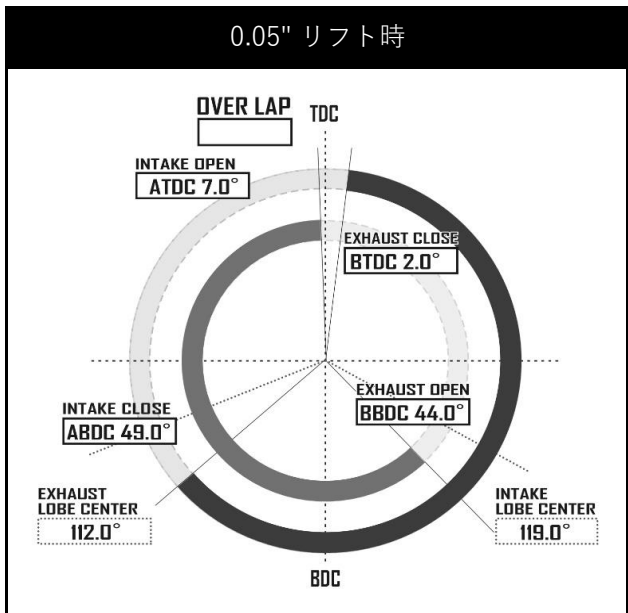 0.05" リフト時
OVER LAP
TDC
INTAKE OPEN
ATDC 7.0°
EXHAUST CLOSE
BTDC 2.0°
EXHAUST OPEN
BBDC 44.0°
INTAKE CLOSE
ABDC 49.0°
EXHAUST
LOBE CENTER
112.0°
INTAKE
LOBE CENTER
119.0°
BDC